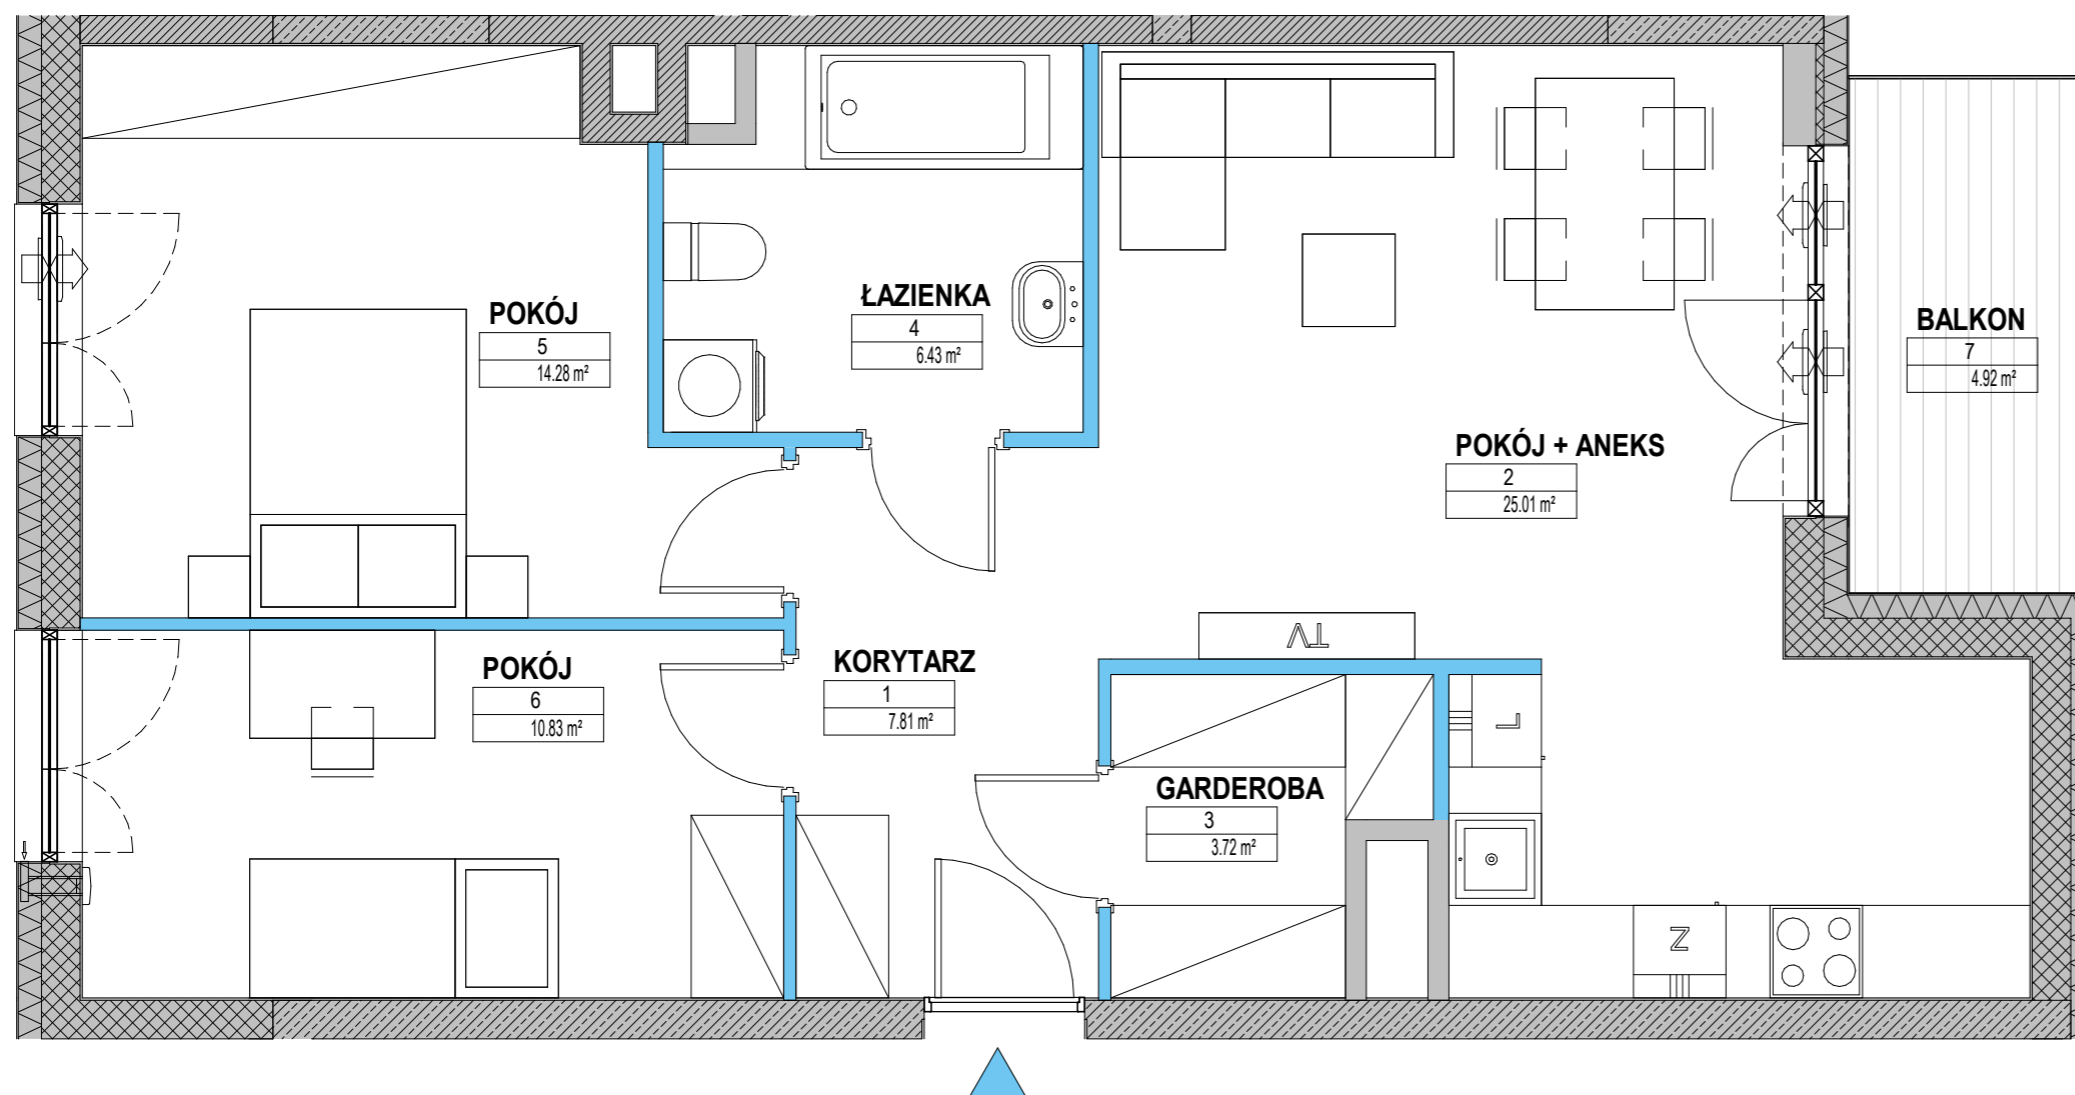 POKÓJ
5
14.28 m²
ŁAZIENKA
4
6.43 m²
BALKON
7
4.92 m²
POKÓJ + ANEKS
2
25.01 m²
TV
POKÓJ
6
10.83 m²
KORYTARZ
1
7.81 m²
L
GARDEROBA
3
3.72 m²
Z